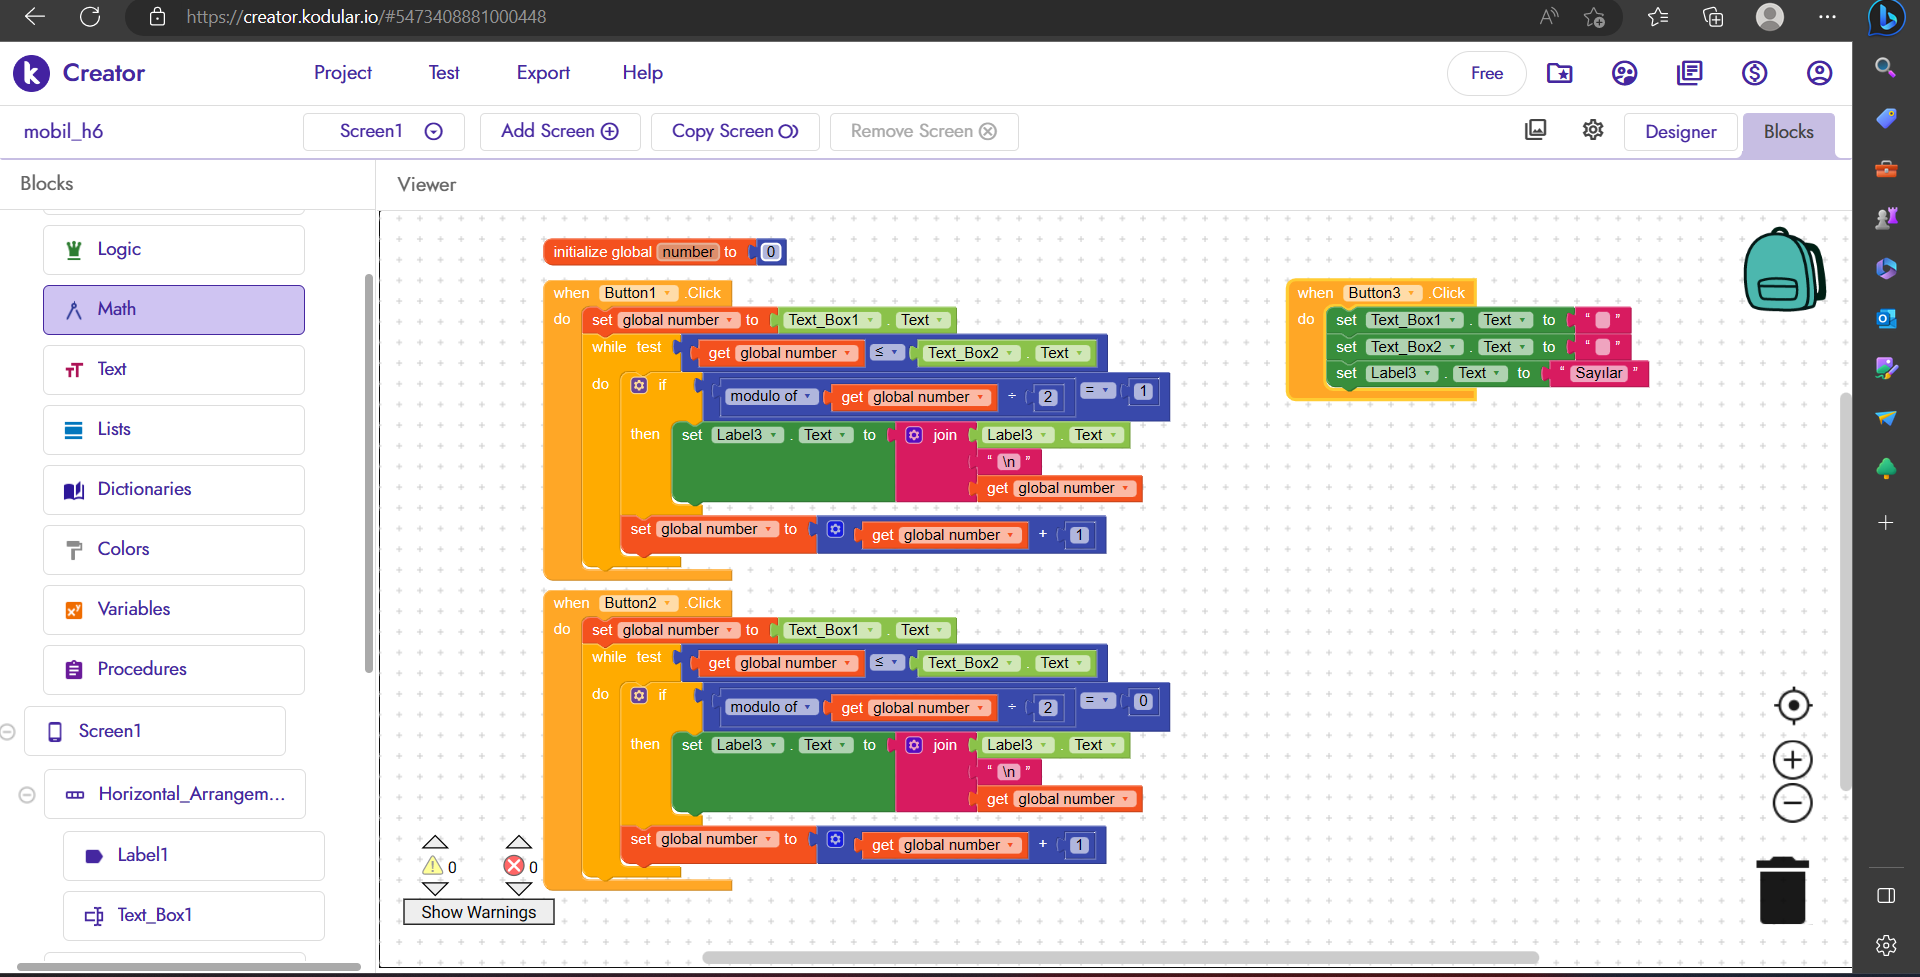 https://creator.kodular.io/#5473408881000448
Creator
Project
Test
Export
Help
Free
mobil_h6
Screen1
Add Screen
Copy Screen
Remove Screen
Designer
Blocks
Blocks
Viewer
Logic
Math
Text
Lists
Dictionaries
Colors
Variables
Procedures
Screen1
Horizontal_Arrangem...
Label1
Text_Box1
initialize global number to 0
when Button1 .Click
do set global number to Text_Box1 . Text
while test get global number ≤ Text_Box2 . Text
do if modulo of get global number ÷ 2 = 1
then set Label3 . Text to join Label3 . Text
“ \n ”
get global number
set global number to get global number + 1
when Button2 .Click
do set global number to Text_Box1 . Text
while test get global number ≤ Text_Box2 . Text
do if modulo of get global number ÷ 2 = 0
then set Label3 . Text to join Label3 . Text
“ \n ”
get global number
set global number to get global number + 1
when Button3 .Click
do set Text_Box1 . Text to “ ”
set Text_Box2 . Text to “ ”
set Label3 . Text to “ Sayılar ”
0
0
Show Warnings